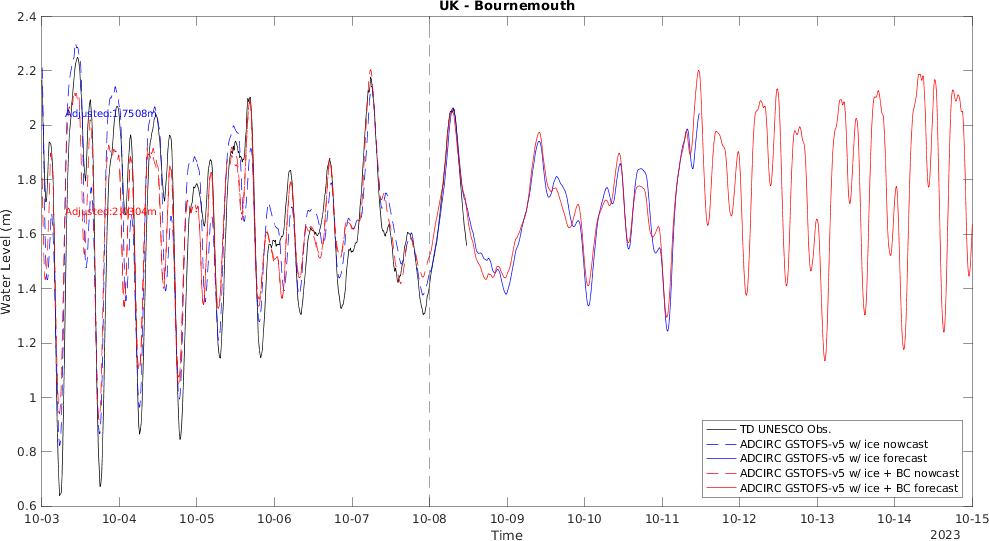 UK - Bournemouth
2.4
2.2
2
1.8
1.6
1.4
1.2
1
0.8
0.6
Water Level (m)
Adjusted:1.7508m
TD UNESCO Obs.
ADCIRC GSTOFS-v5 w/ ice nowcast
ADCIRC GSTOFS-v5 w/ ice forecast
ADCIRC GSTOFS-v5 w/ ice + BC nowcast
ADCIRC GSTOFS-v5 w/ ice + BC forecast
10-03 10-04 10-05 10-06 10-07 10-08 10-09 10-10 10-11 10-12 10-13 10-14 10-15
Time
2023